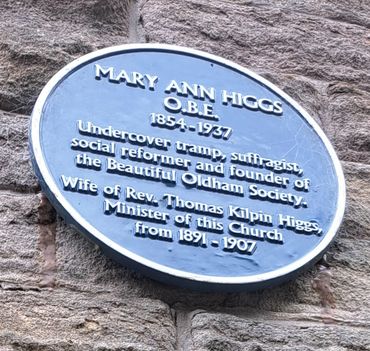 MARY ANN HIGGS
O.B.E.
1854-1937
Undercover tramp, suffragist,
social reformer and founder of
the Beautiful Oldham Society.
Wife of Rev. Thomas Kilpin Higgs,
Minister of this Church
from 1891 - 1907